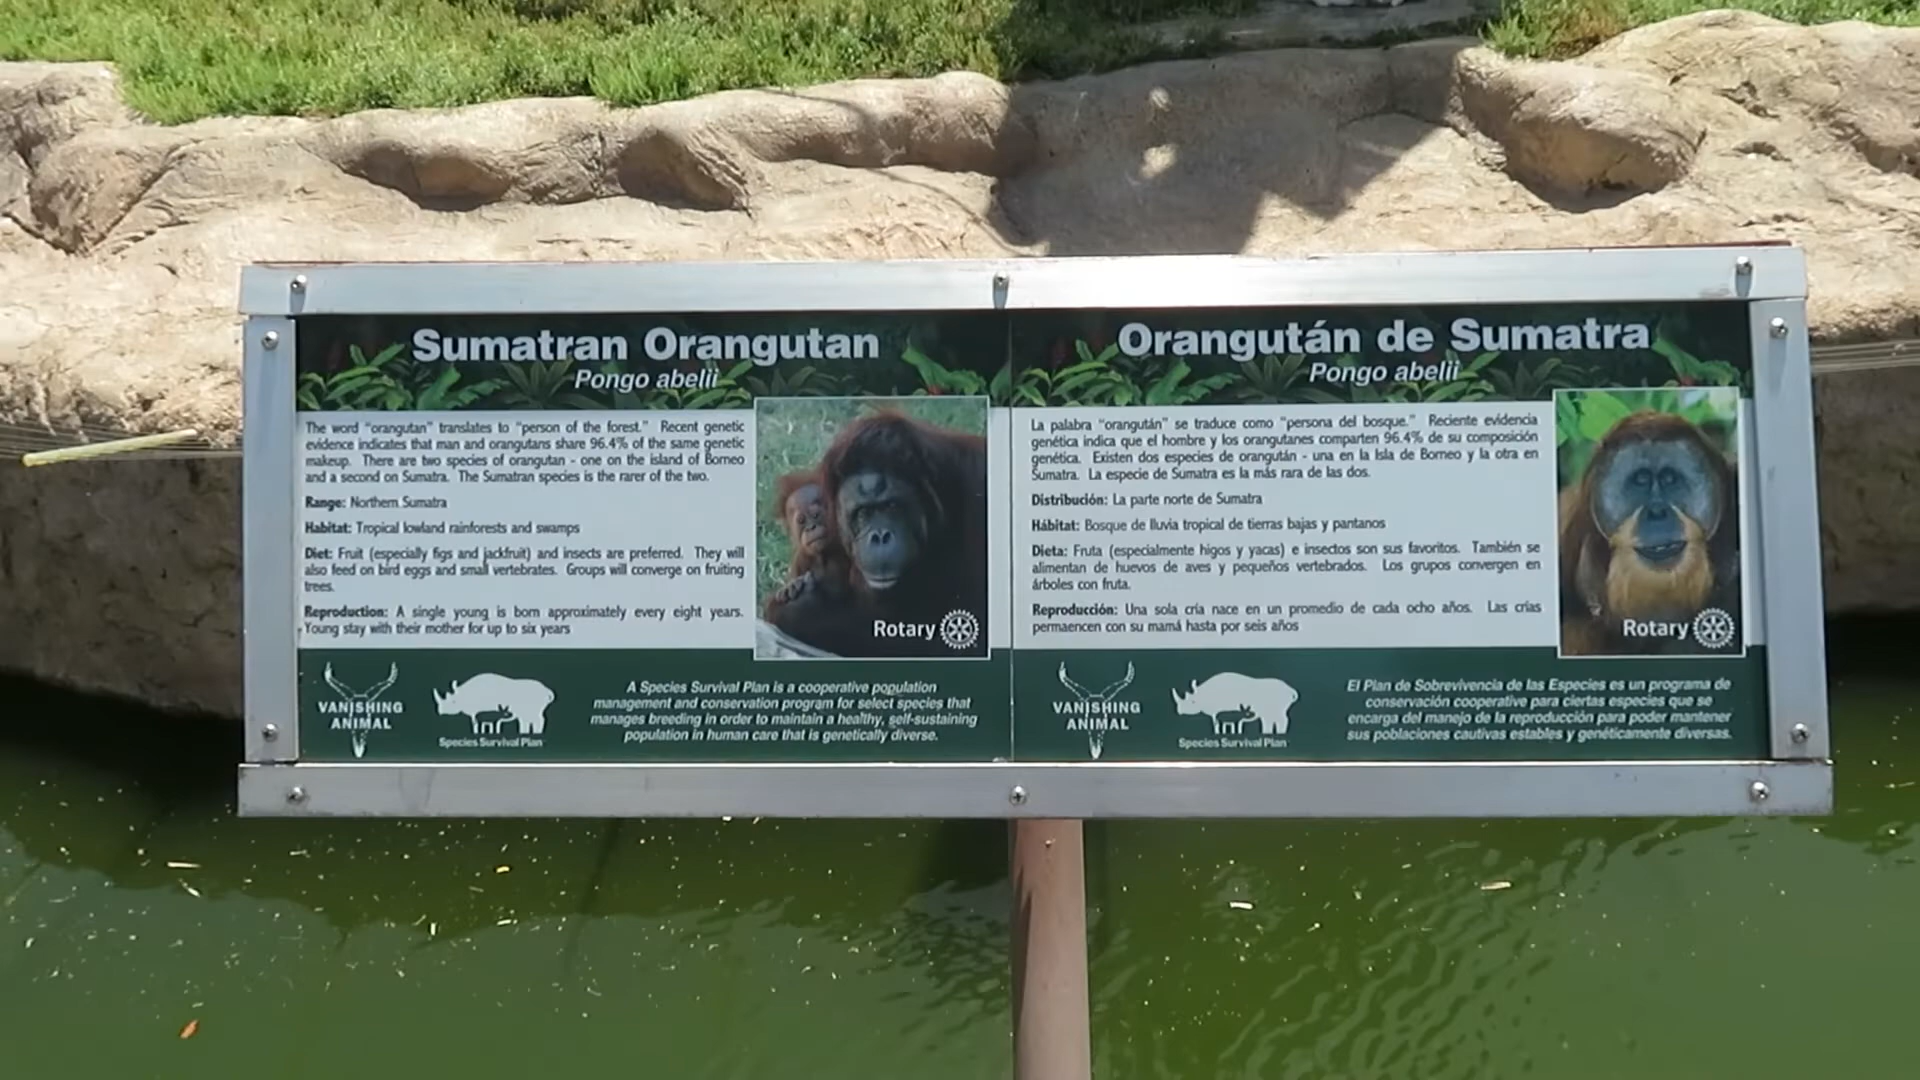 Sumatran Orangutan
Pongo abelii
The word "orangutan" translates to "person of the forest." Recent genetic
evidence indicates that man and orangutans share 96.4% of the same genetic
makeup. There are two species of orangutan - one on the island of Borneo
and a second on Sumatra. The Sumatran species is the rarer of the two.
Range: Northern Sumatra
Habitat: Tropical lowland rainforests and swamps
Diet: Fruit (especially figs and jackfruit) and insects are preferred. They will
also feed on bird eggs and small vertebrates. Groups will converge on fruiting
trees.
Reproduction: A single young is born approximately every eight years.
Young stay with their mother for up to six years
Rotary
VANISHING
ANIMAL
Species Survival Plan
A Species Survival Plan is a cooperative population
management and conservation program for select species that
manages breeding in order to maintain a healthy, self-sustaining
population in human care that is genetically diverse.
Orangután de Sumatra
Pongo abelii
La palabra "orangután" se traduce como "persona del bosque." Reciente evidencia
genética indica que el hombre y los orangutanes comparten 96.4% de su composición
genética. Existen dos especies de orangután - una en la Isla de Borneo y la otra en
Sumatra. La especie de Sumatra es la más rara de las dos.
Distribución: La parte norte de Sumatra
Hábitat: Bosque de lluvia tropical de tierras bajas y pantanos
Dieta: Fruta (especialmente higos y yacas) e insectos son sus favoritos. También se
alimentan de huevos de aves y pequeños vertebrados. Los grupos convergen en
árboles con fruta.
Reproducción: Una sola cría nace en un promedio de cada ocho años. Las crías
permaencen con su mamá hasta por seis años
Rotary
VANISHING
ANIMAL
Species Survival Plan
El Plan de Sobrevivencia de las Especies es un programa de
conservación cooperative para ciertas especies que se
encarga del manejo de la reproducción para poder mantener
sus poblaciones cautivas estables y genéticamente diversas.